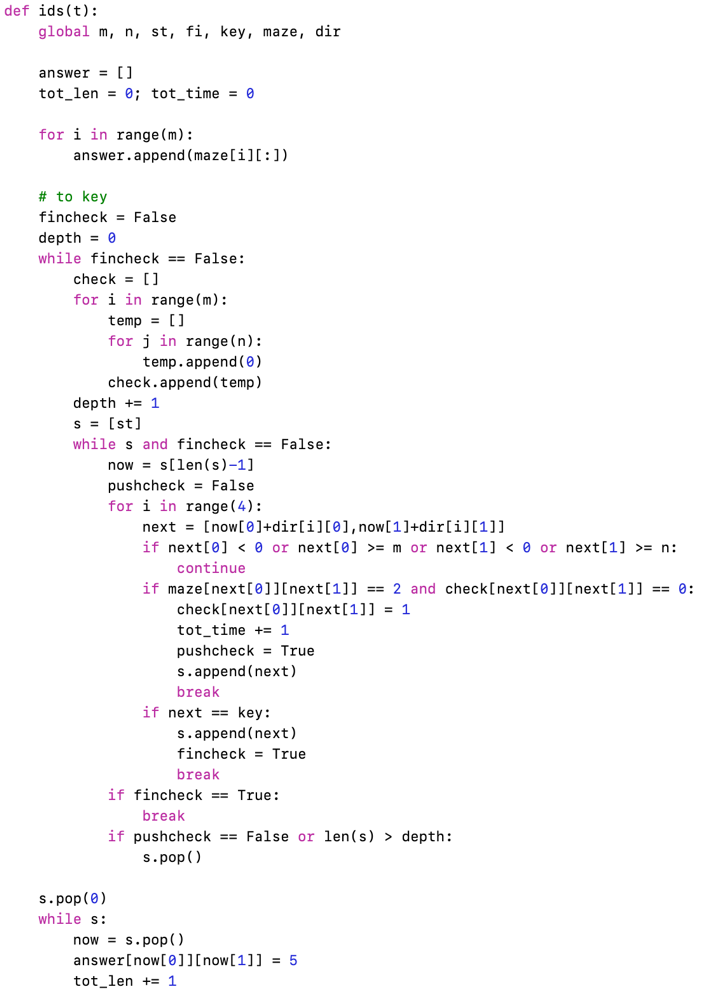 def ids(t):
    global m, n, st, fi, key, maze, dir

    answer = []
    tot_len = 0; tot_time = 0

    for i in range(m):
        answer.append(maze[i][:])

    # to key
    fincheck = False
    depth = 0
    while fincheck == False:
        check = []
        for i in range(m):
            temp = []
            for j in range(n):
                temp.append(0)
            check.append(temp)
        depth += 1
        s = [st]
        while s and fincheck == False:
            now = s[len(s)-1]
            pushcheck = False
            for i in range(4):
                next = [now[0]+dir[i][0],now[1]+dir[i][1]]
                if next[0] < 0 or next[0] >= m or next[1] < 0 or next[1] >= n:
                    continue
                if maze[next[0]][next[1]] == 2 and check[next[0]][next[1]] == 0:
                    check[next[0]][next[1]] = 1
                    tot_time += 1
                    pushcheck = True
                    s.append(next)
                    break
                if next == key:
                    s.append(next)
                    fincheck = True
                    break
            if fincheck == True:
                break
            if pushcheck == False or len(s) > depth:
                s.pop()

    s.pop(0)
    while s:
        now = s.pop()
        answer[now[0]][now[1]] = 5
        tot_len += 1